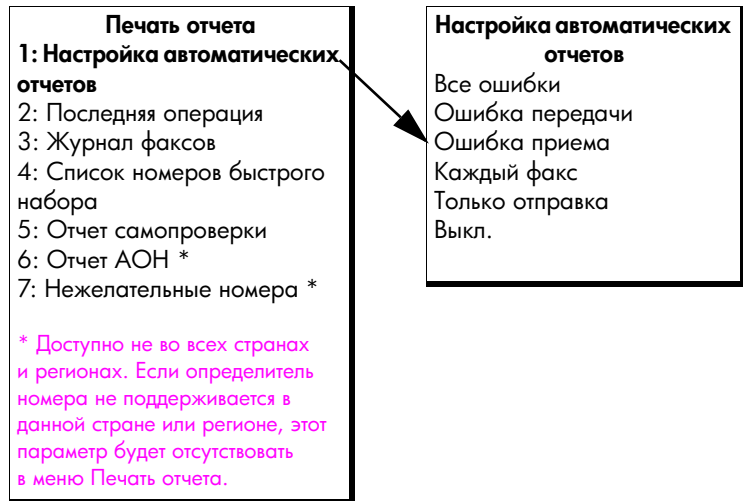 Печать отчета
1: Настройка автоматических
отчетов
2: Последняя операция
3: Журнал факсов
4: Список номеров быстрого
набора
5: Отчет самопроверки
6: Отчет АОН *
7: Нежелательные номера *
* Доступно не во всех странах
и регионах. Если определитель
номера не поддерживается в
данной стране или регионе, этот
параметр будет отсутствовать
в меню Печать отчета.
Настройка автоматических
отчетов
Все ошибки
Ошибка передачи
Ошибка приема
Каждый факс
Только отправка
Выкл.